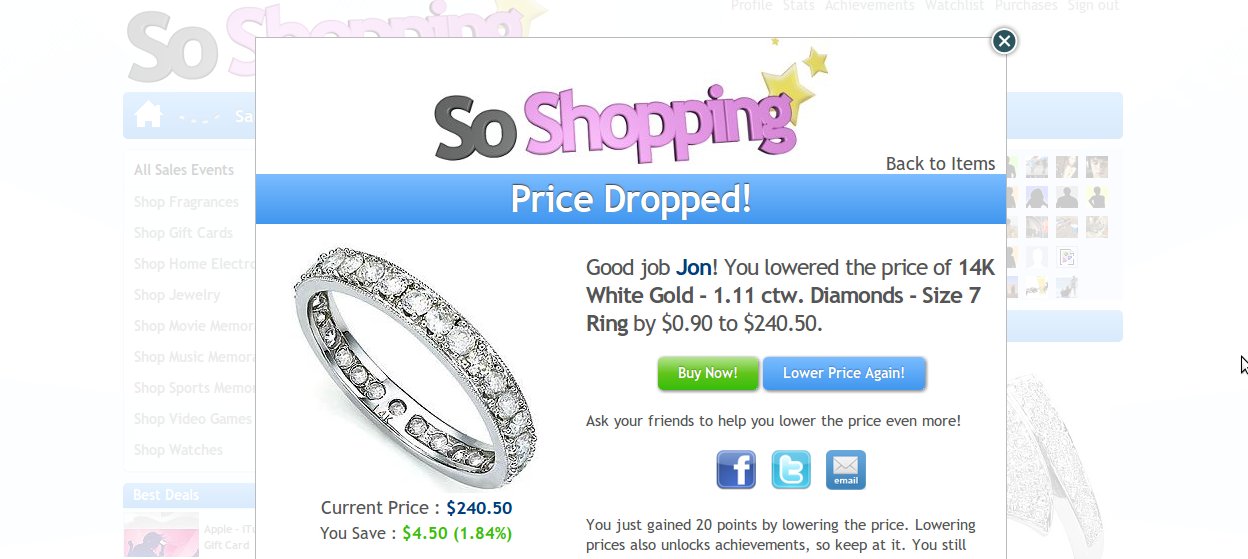 Profile Stats Achievements Watchlist Purchases Sign out
So Shopping
So Shopping
Back to Items
Price Dropped!
All Sales Events
Shop Fragrances
Shop Gift Cards
Shop Home
Shop Jewelry
Shop Movie
Shop Music
Shop Sports
Shop Video Games
Shop Watches
Best Deals
Apple -
Gift Card
14K
Good job Jon! You lowered the price of 14K
White Gold - 1.11 ctw. Diamonds - Size 7
Ring by $0.90 to $240.50.
Buy Now! Lower Price Again!
Ask your friends to help you lower the price even more!
f t email
Current Price : $240.50
You Save : $4.50 (1.84%)
You just gained 20 points by lowering the price. Lowering
prices also unlocks achievements, so keep at it. You still